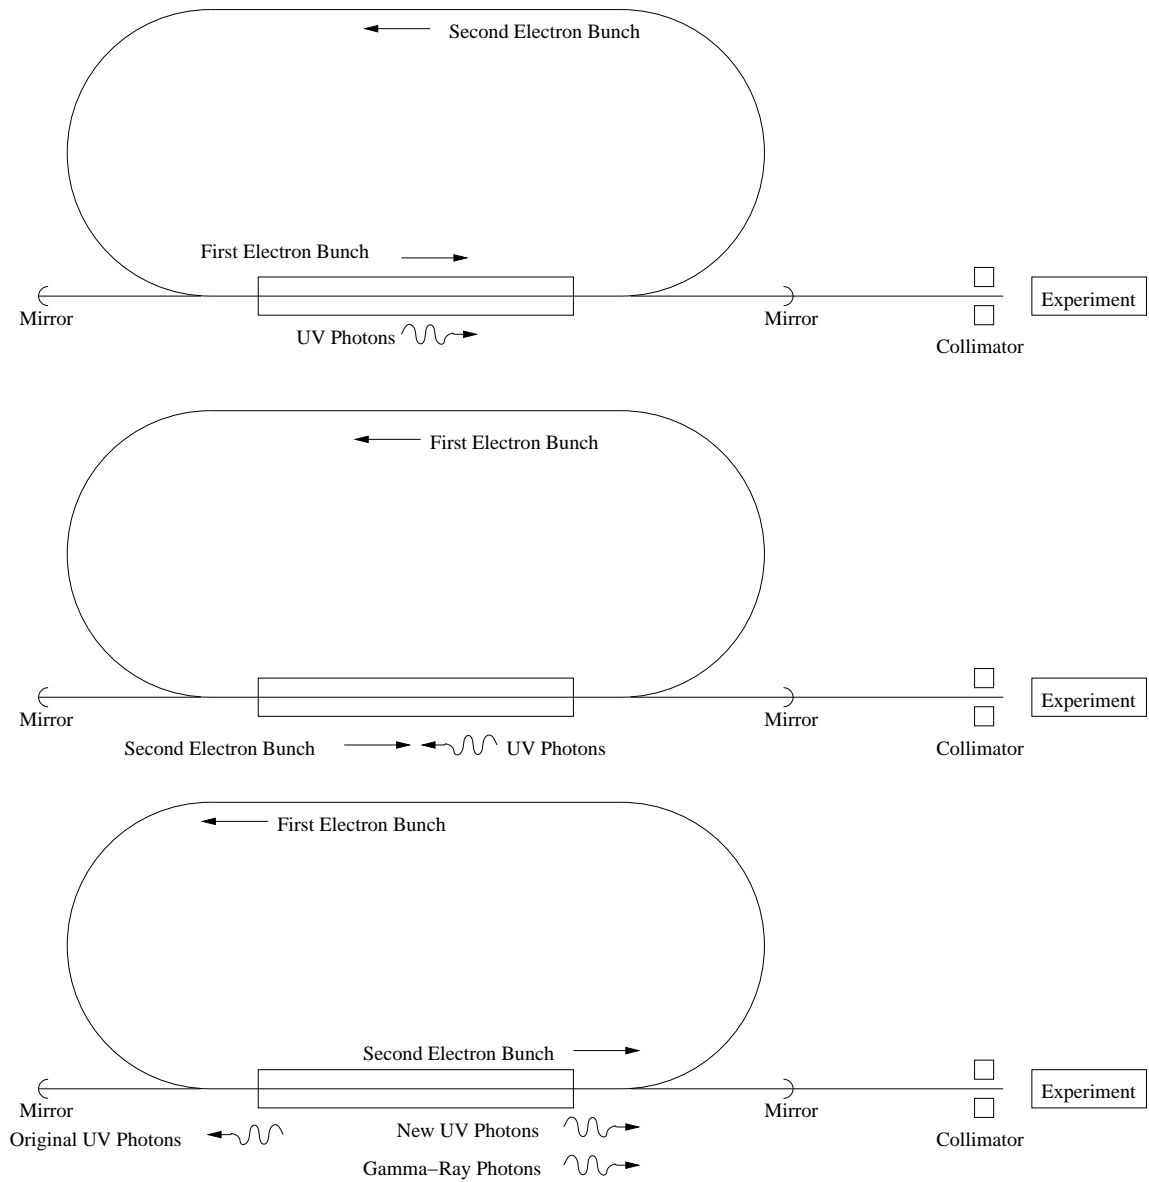 Second Electron Bunch
First Electron Bunch
Experiment
Mirror
Mirror
UV Photons
Collimator
First Electron Bunch
Experiment
Mirror
Mirror
Second Electron Bunch
UV Photons
Collimator
First Electron Bunch
Second Electron Bunch
Experiment
Mirror
Mirror
Original UV Photons
New UV Photons
Collimator
Gamma−Ray Photons